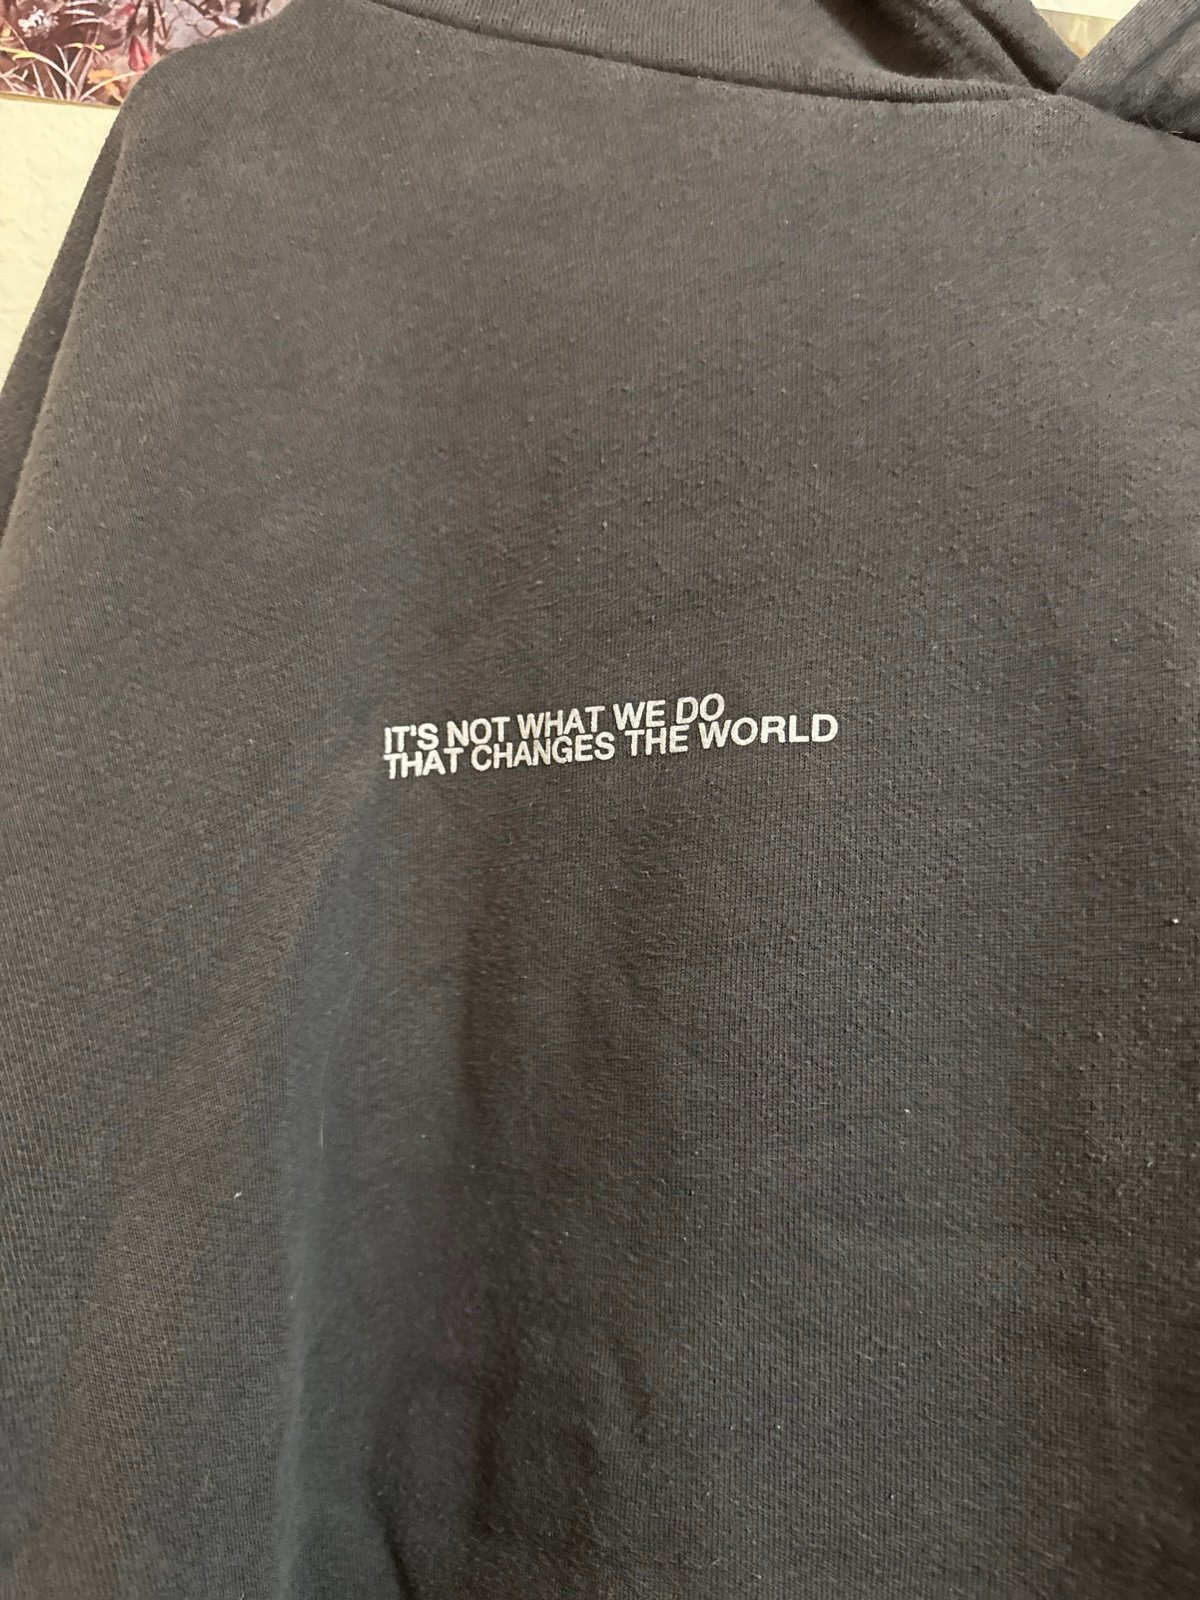 IT'S NOT WHAT WE DO
THAT CHANGES THE WORLD